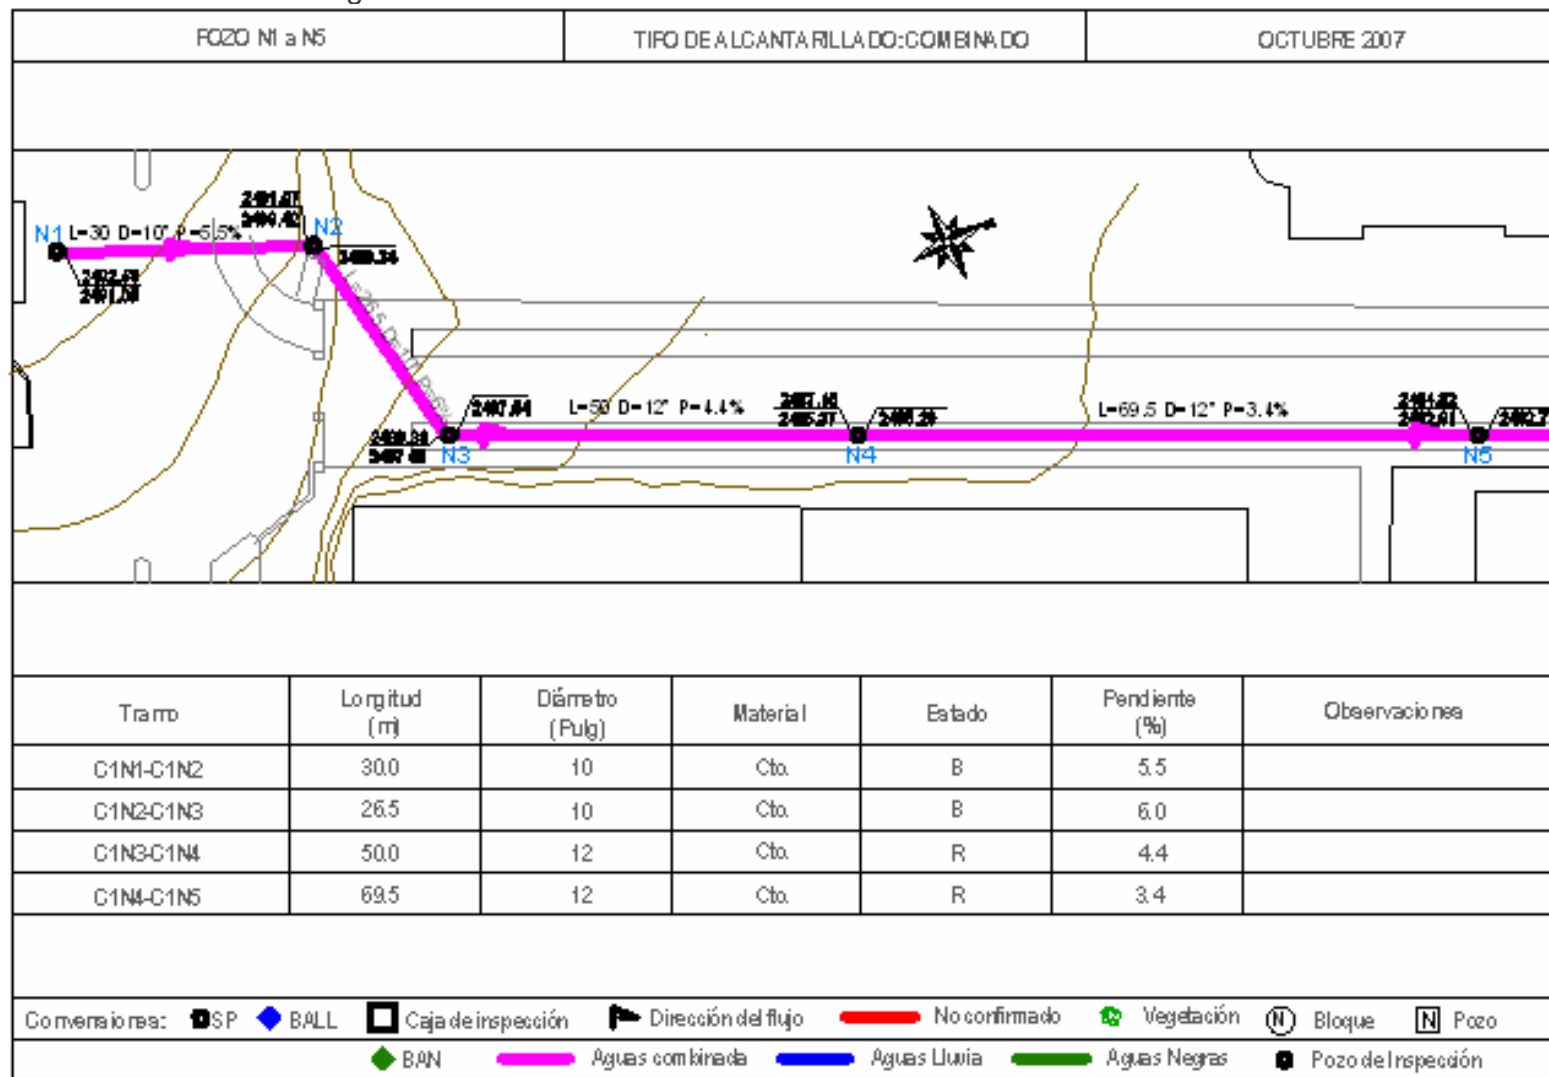 POZO N1 a N5 TIPO DE ALCANTARILLADO:COMBINADO OCTUBRE 2007
N1 L=30 D=10" P=5.5% N2
L=26.5 D=10"
L=50 D=12" P=4.4%
L=69.5 D=12" P=3.4%
N3 N4 N5
Tramo Longitud (m) Diámetro (Pulg) Material Estado Pendiente (%) Observaciones
C1N1-C1N2 30.0 10 Cto. B 5.5
C1N2-C1N3 26.5 10 Cto. B 6.0
C1N3-C1N4 50.0 12 Cto. R 4.4
C1N4-C1N5 69.5 12 Cto. R 3.4
Convensiones: SP BALL Caja de inspección Dirección del flujo No confirmado Vegetación N Bloque N Pozo
BAN Aguas combinada Aguas Lluvia Aguas Negras Pozo de Inspección